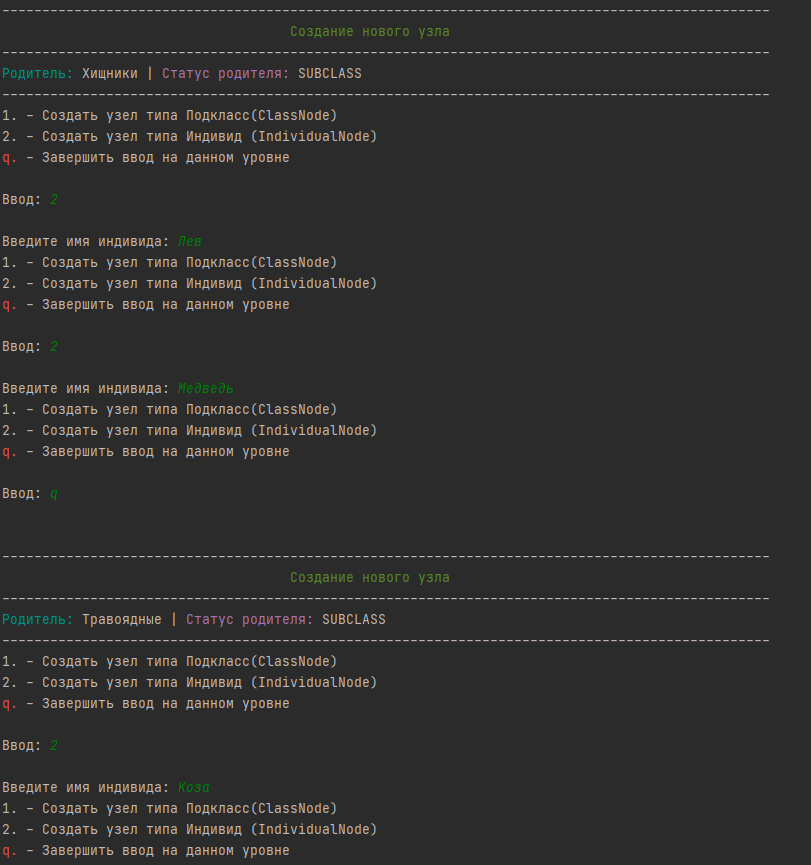 Создание нового узла
Родитель: Хищники | Статус родителя: SUBCLASS
1. – Создать узел типа Подкласс(ClassNode)
2. – Создать узел типа Индивид (IndividualNode)
q. – Завершить ввод на данном уровне
Ввод: 2
Введите имя индивида: Лев
1. – Создать узел типа Подкласс(ClassNode)
2. – Создать узел типа Индивид (IndividualNode)
q. – Завершить ввод на данном уровне
Ввод: 2
Введите имя индивида: Медведь
1. – Создать узел типа Подкласс(ClassNode)
2. – Создать узел типа Индивид (IndividualNode)
q. – Завершить ввод на данном уровне
Ввод: q
Создание нового узла
Родитель: Травоядные | Статус родителя: SUBCLASS
1. – Создать узел типа Подкласс(ClassNode)
2. – Создать узел типа Индивид (IndividualNode)
q. – Завершить ввод на данном уровне
Ввод: 2
Введите имя индивида: Коза
1. – Создать узел типа Подкласс(ClassNode)
2. – Создать узел типа Индивид (IndividualNode)
q. – Завершить ввод на данном уровне